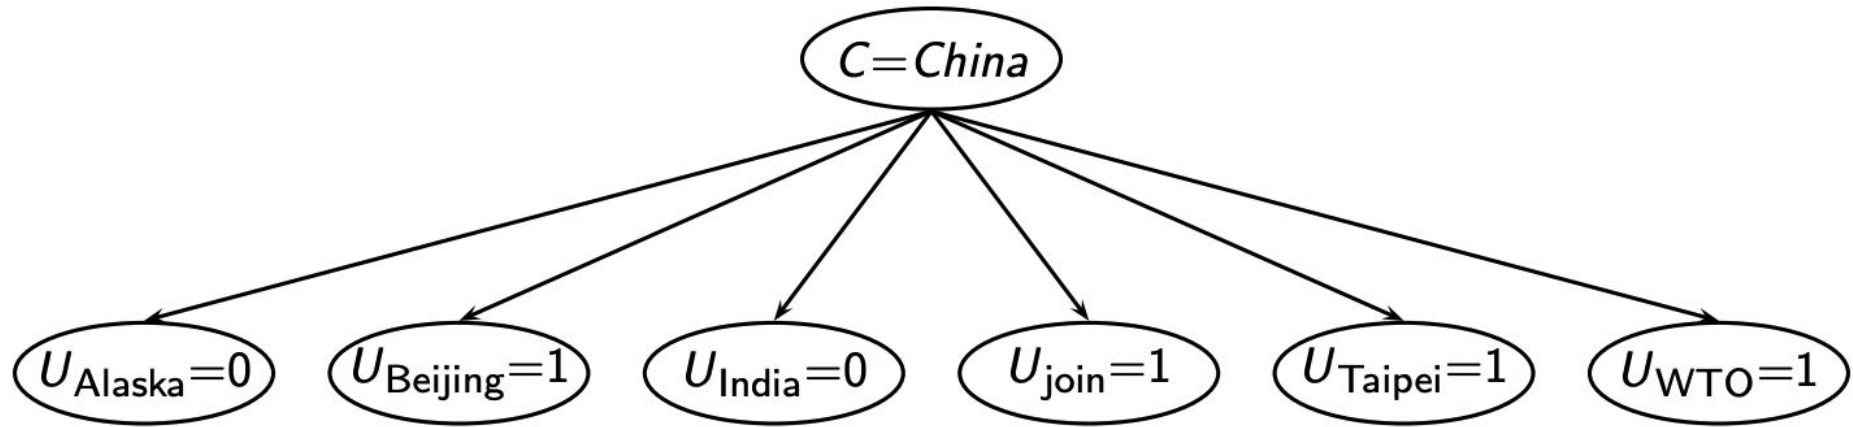 C=China
U_Alaska=0 U_Beijing=1 U_India=0 U_join=1 U_Taipei=1 U_WTO=1